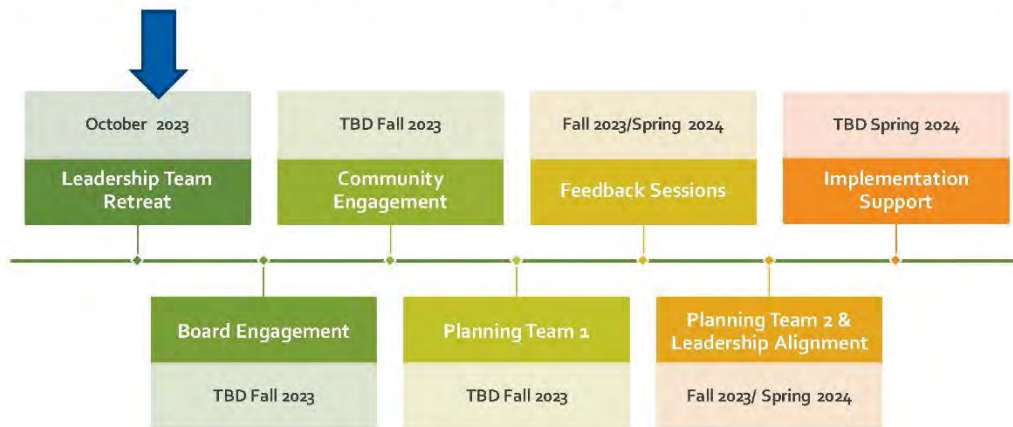 October 2023
Leadership Team
Retreat
TBD Fall 2023
Community
Engagement
Fall 2023/Spring 2024
Feedback Sessions
TBD Spring 2024
Implementation
Support
Board Engagement
TBD Fall 2023
Planning Team 1
TBD Fall 2023
Planning Team 2 &
Leadership Alignment
Fall 2023/ Spring 2024